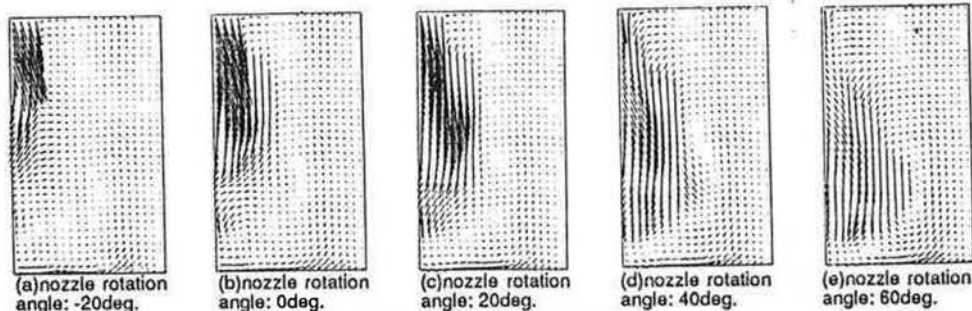 (a)nozzle rotation
angle: -20deg.
(b)nozzle rotation
angle: 0deg.
(c)nozzle rotation
angle: 20deg.
(d)nozzle rotation
angle: 40deg.
(e)nozzle rotation
angle: 60deg.